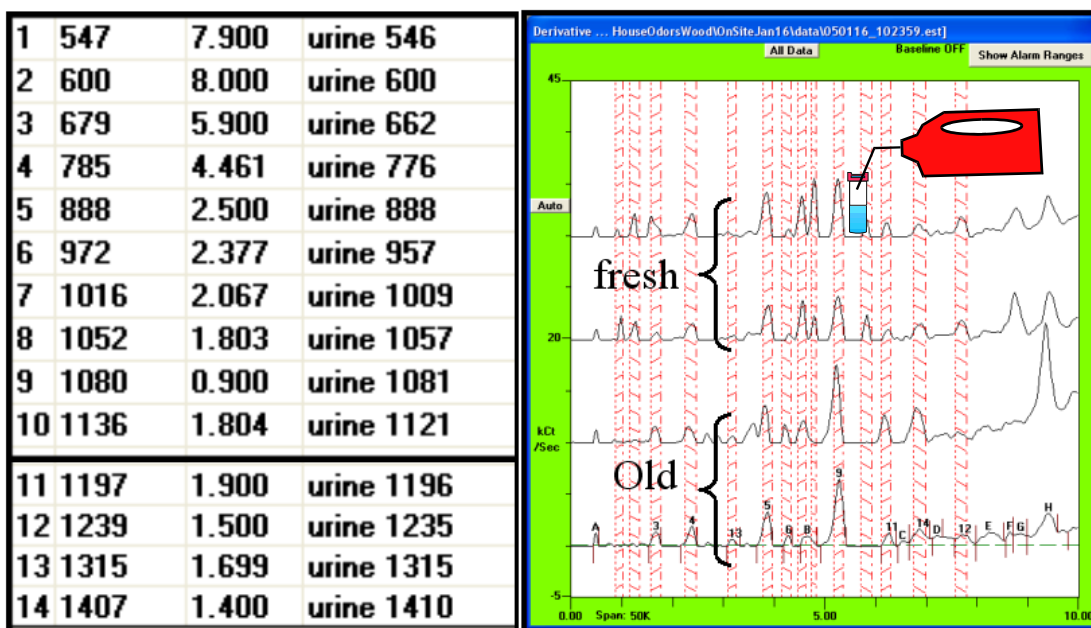 1 547 7.900 urine 546
2 600 8.000 urine 600
3 679 5.900 urine 662
4 785 4.461 urine 776
5 888 2.500 urine 888
6 972 2.377 urine 957
7 1016 2.067 urine 1009
8 1052 1.803 urine 1057
9 1080 0.900 urine 1081
10 1136 1.804 urine 1121
11 1197 1.900 urine 1196
12 1239 1.500 urine 1235
13 1315 1.699 urine 1315
14 1407 1.400 urine 1410
Derivative ... HouseOdorsWood\OnSiteJan16\data\050116_102359.est]
All Data Baseline OFF Show Alarm Ranges
45
Auto
fresh
20
kCt
/Sec
Old
A 3 4 13 5 6 8 9 11 C 14 D 12 E F G H
-5
0.00 Span: 50K 5.00 10.00